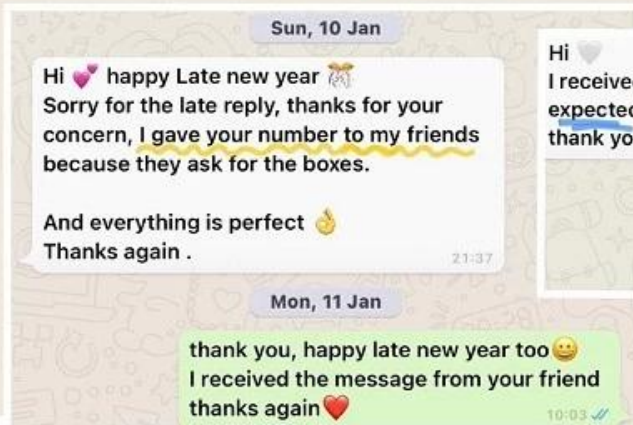 Sun, 10 Jan
Hi 💕 happy Late new year 🎊
Sorry for the late reply, thanks for your
concern, I gave your number to my friends
because they ask for the boxes.
And everything is perfect 👌
Thanks again .
21:37
Mon, 11 Jan
thank you, happy late new year too😀
I received the message from your friend
thanks again❤️
10:03
Hi 🤍
I receive
expected
thank yo